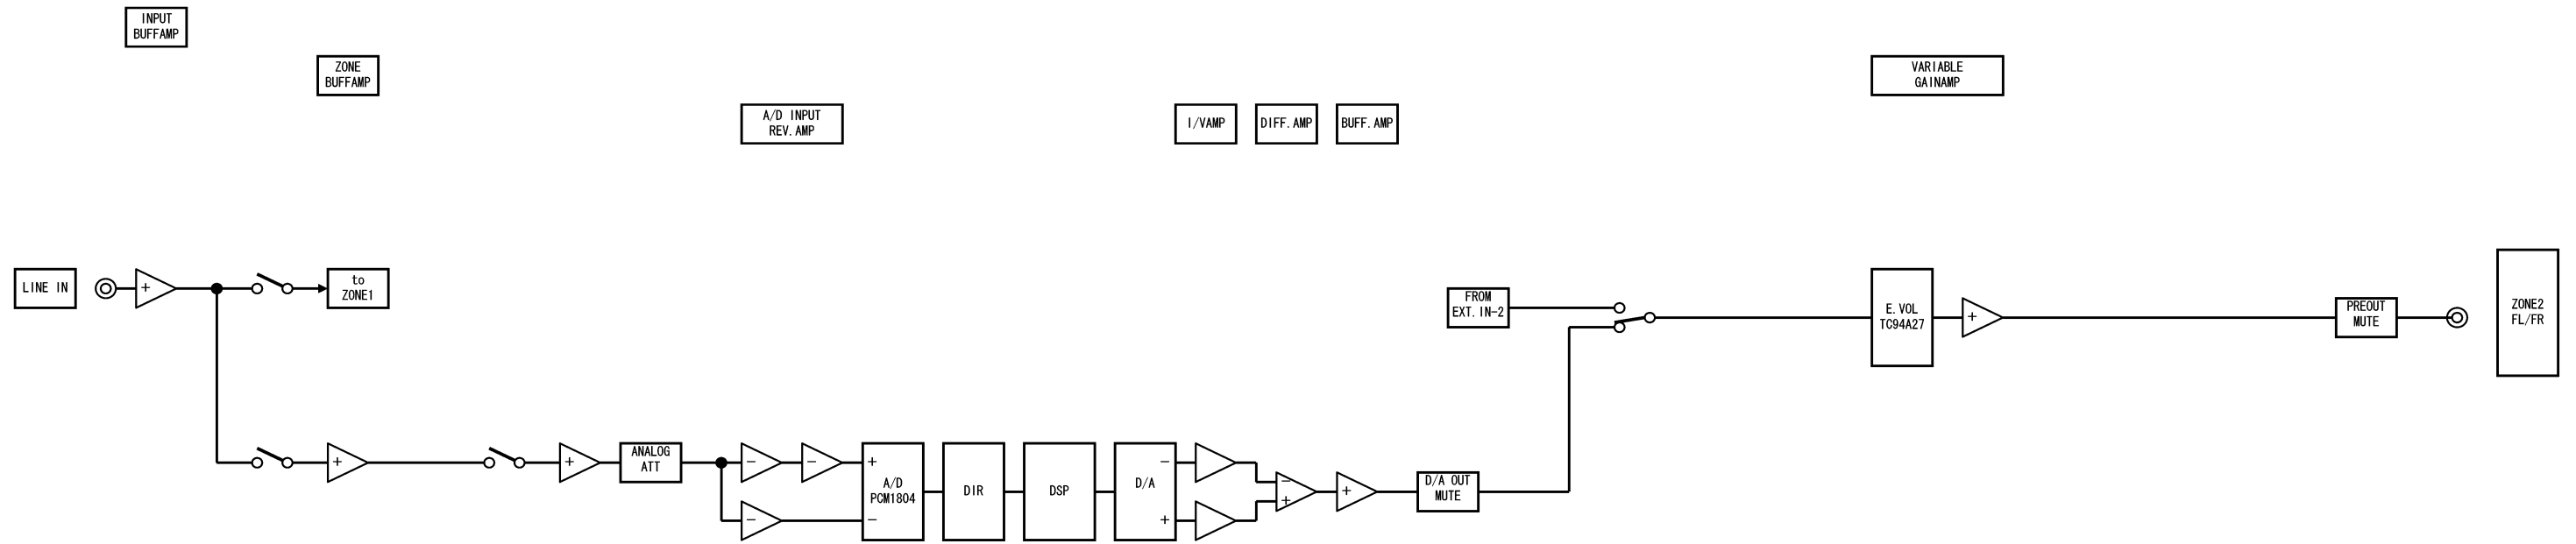 INPUT
BUFFAMP
ZONE
BUFFAMP
VARIABLE
GAINAMP
A/D INPUT
REV.AMP
I/VAMP
DIFF.AMP
BUFF.AMP
LINE IN
+
to
ZONE1
FROM
EXT.IN-2
E.VOL
TC94A27
+
PREOUT
MUTE
ZONE2
FL/FR
+
+
ANALOG
ATT
−
−
−
+
A/D
PCM1804
−
DIR
DSP
−
D/A
+
−
+
+
D/A OUT
MUTE